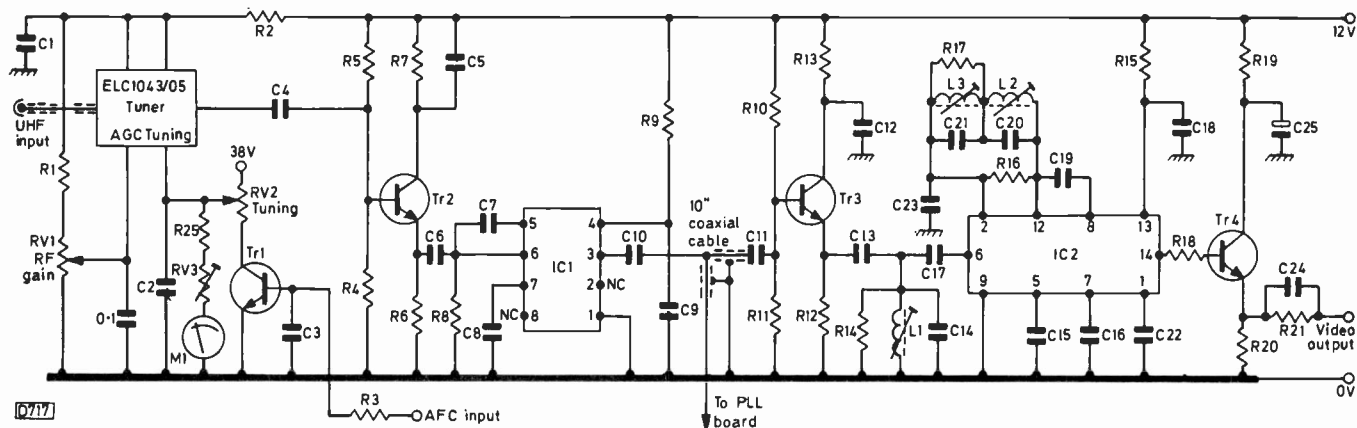 R2
12V
C1
R5
R7
C5
R13
R17
R15
R19
ELC1043/05
Tuner
AGC Tuning
C4
L3
L2
UHF
input
R10
C12
C21
C20
C18
C25
R9
R1
38V
RV2
Tuning
Tr2
R16
C19
Tr3
10"
coaxial
cable
C7
5
4
2
12
8
13
Tr4
C23
R25
C6
6
IC1
3
C10
C11
C13
C17
6
IC2
14
R18
RV1
RF
gain
Tr1
C2
RV3
R4
7
2
NC
9
5
7
1
C24
NC
8
1
C9
0·1
C3
R6
R8
C8
R11
R12
R14
L1
C14
C15
C16
C22
R21
R20
Video
output
M1
0V
D717
R3
AFC input
To PLL
board